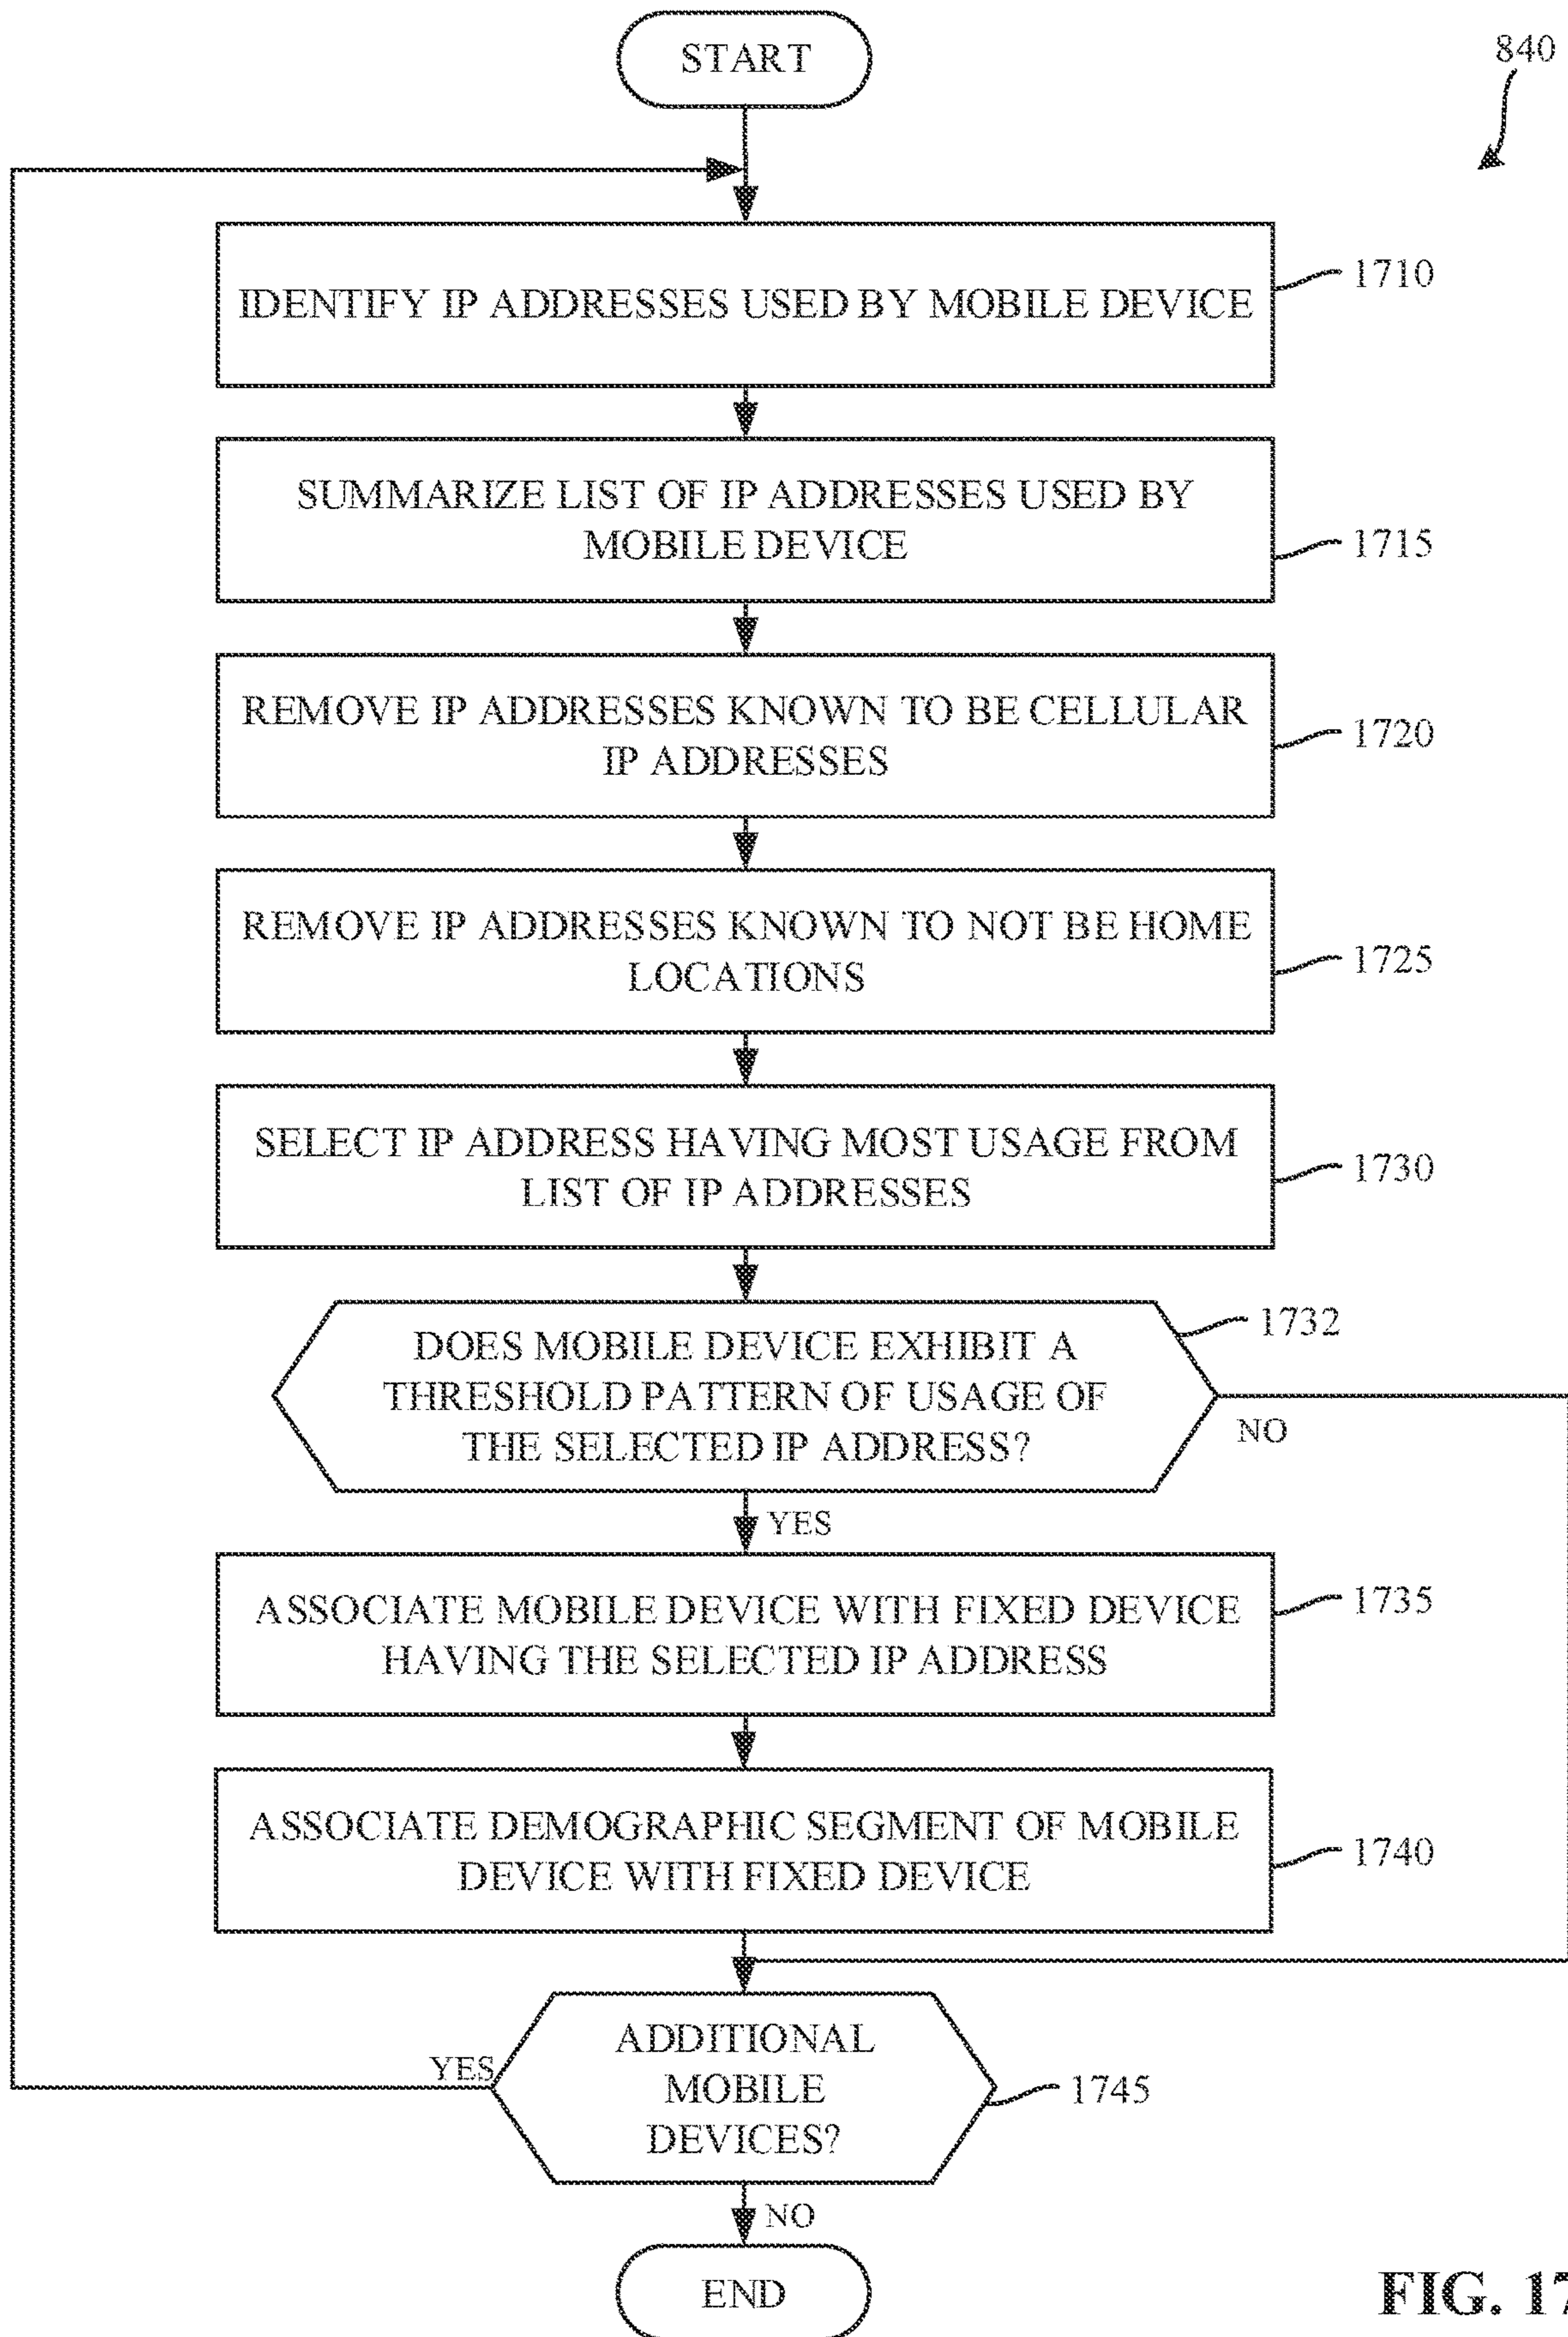 START
840
IDENTIFY IP ADDRESSES USED BY MOBILE DEVICE
1710
SUMMARIZE LIST OF IP ADDRESSES USED BY
MOBILE DEVICE
1715
REMOVE IP ADDRESSES KNOWN TO BE CELLULAR
IP ADDRESSES
1720
REMOVE IP ADDRESSES KNOWN TO NOT BE HOME
LOCATIONS
1725
SELECT IP ADDRESS HAVING MOST USAGE FROM
LIST OF IP ADDRESSES
1730
DOES MOBILE DEVICE EXHIBIT A
THRESHOLD PATTERN OF USAGE OF
THE SELECTED IP ADDRESS?
1732
NO
YES
ASSOCIATE MOBILE DEVICE WITH FIXED DEVICE
HAVING THE SELECTED IP ADDRESS
1735
ASSOCIATE DEMOGRAPHIC SEGMENT OF MOBILE
DEVICE WITH FIXED DEVICE
1740
YES
ADDITIONAL
MOBILE
DEVICES?
1745
NO
END
FIG. 17